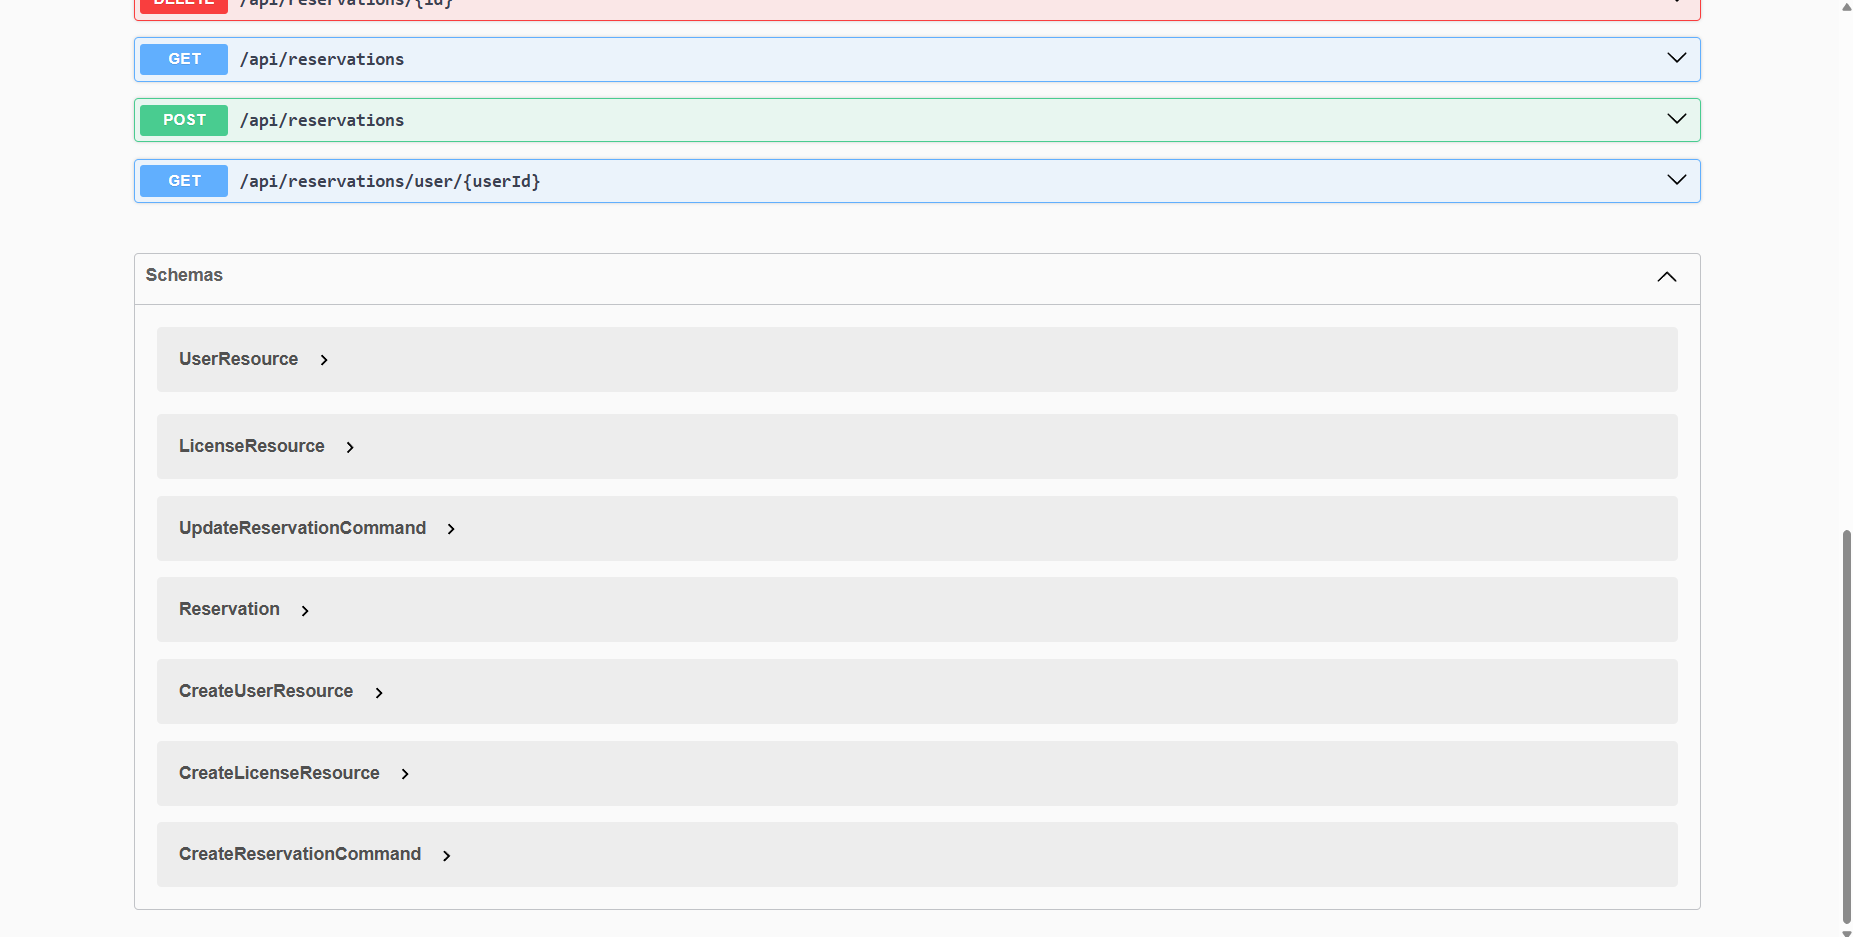 DELETE /api/reservations/{id}
GET /api/reservations
POST /api/reservations
GET /api/reservations/user/{userId}
Schemas
UserResource
LicenseResource
UpdateReservationCommand
Reservation
CreateUserResource
CreateLicenseResource
CreateReservationCommand